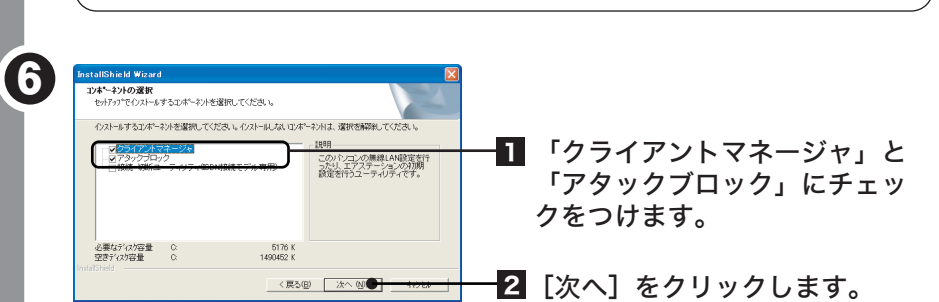 6
InstallShield Wizard
コンポーネントの選択
セットアップでインストールするコンポーネントを選択してください。
インストールするコンポーネントを選択してください。インストールしないコンポーネントは、選択を解除してください。
クライアントマネージャ
アタックブロック
説明
このパソコンの無線LAN設定を行
ったり、エアステーションの初期
設定を行うユーティリティです。
必要なディスク容量 C: 5176 K
空きディスク容量 C: 1490452 K
InstallShield
< 戻る(B) 次へ (N) キャンセル
1 「クライアントマネージャ」と
「アタックブロック」にチェッ
クをつけます。
2 [次へ] をクリックします。